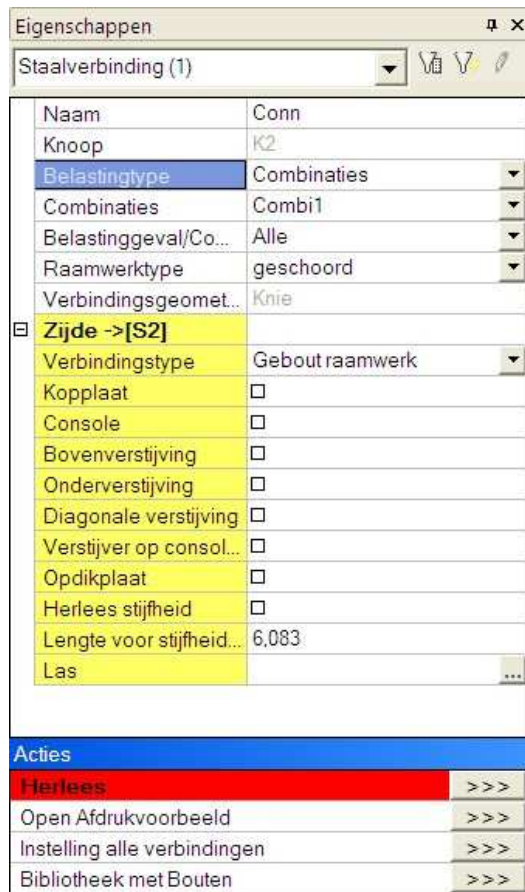 Eigenschappen
Staalverbinding (1)
Naam Conn
Knoop K2
Belastingtype Combinaties
Combinaties Combi1
Belastinggeval/Co... Alle
Raamwerktype geschoord
Verbindingsgeomet... Knie
Zijde ->[S2]
Verbindingstype Gebout raamwerk
Kopplaat
Console
Bovenverstijving
Onderverstijving
Diagonale verstijving
Verstijver op consol...
Opdikplaat
Herlees stijfheid
Lengte voor stijfheid... 6,083
Las ...
Acties
Herlees >>>
Open Afdrukvoorbeeld >>>
Instelling alle verbindingen >>>
Bibliotheek met Bouten >>>